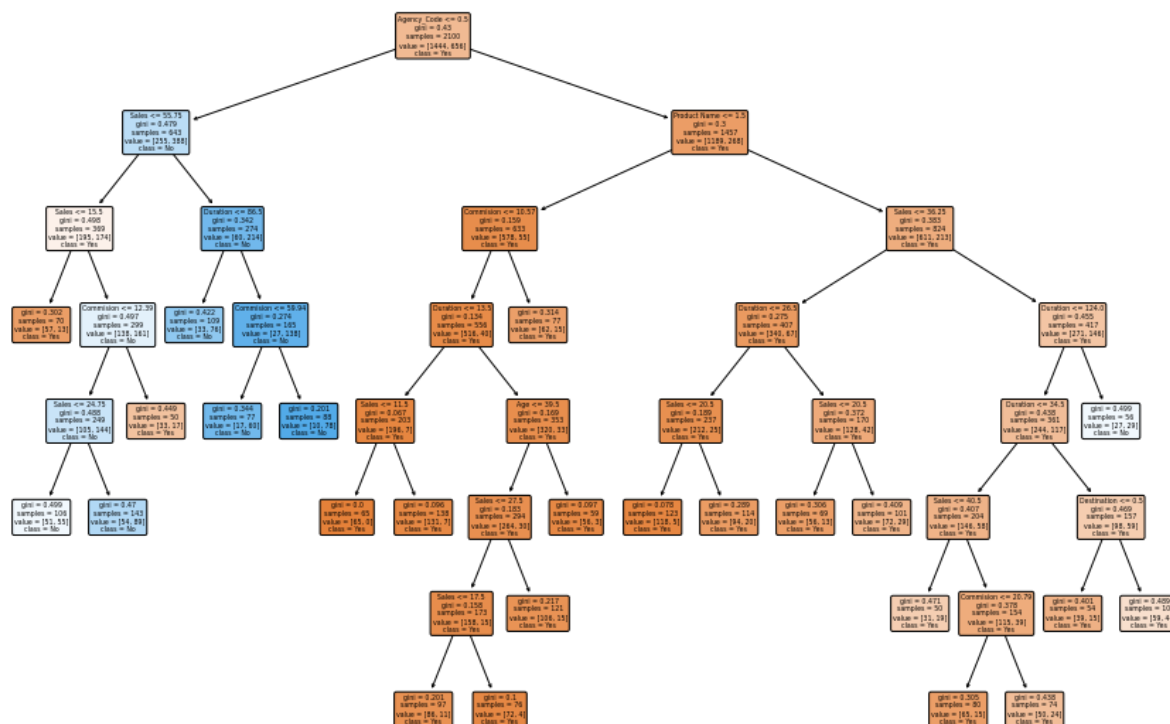 Agency_Code <= 0.5
gini = 0.43
samples = 2100
value = [1444, 656]
class = Yes
Sales <= 55.75
gini = 0.479
samples = 643
value = [255, 388]
class = No
Product Name <= 1.5
gini = 0.3
samples = 1457
value = [1189, 268]
class = Yes
Sales <= 15.5
gini = 0.498
samples = 369
value = [195, 174]
class = Yes
Duration <= 86.5
gini = 0.342
samples = 274
value = [60, 214]
class = No
Commision <= 10.57
gini = 0.159
samples = 633
value = [578, 55]
class = Yes
Sales <= 36.25
gini = 0.383
samples = 824
value = [611, 213]
class = Yes
gini = 0.302
samples = 70
value = [57, 13]
class = Yes
Commision <= 12.39
gini = 0.497
samples = 299
value = [138, 161]
class = No
gini = 0.422
samples = 109
value = [33, 76]
class = No
Commision <= 59.94
gini = 0.274
samples = 165
value = [27, 138]
class = No
Duration <= 13.5
gini = 0.134
samples = 556
value = [516, 40]
class = Yes
gini = 0.314
samples = 77
value = [62, 15]
class = Yes
Duration <= 26.5
gini = 0.275
samples = 407
value = [340, 67]
class = Yes
Duration <= 124.0
gini = 0.455
samples = 417
value = [271, 146]
class = Yes
Sales <= 24.75
gini = 0.488
samples = 249
value = [105, 144]
class = No
gini = 0.449
samples = 50
value = [33, 17]
class = Yes
gini = 0.344
samples = 77
value = [17, 60]
class = No
gini = 0.201
samples = 88
value = [10, 78]
class = No
Sales <= 11.5
gini = 0.067
samples = 203
value = [196, 7]
class = Yes
Age <= 39.5
gini = 0.169
samples = 353
value = [320, 33]
class = Yes
Sales <= 20.5
gini = 0.189
samples = 237
value = [212, 25]
class = Yes
Sales <= 20.5
gini = 0.372
samples = 170
value = [128, 42]
class = Yes
Duration <= 34.5
gini = 0.438
samples = 361
value = [244, 117]
class = Yes
gini = 0.499
samples = 56
value = [27, 29]
class = No
gini = 0.499
samples = 106
value = [51, 55]
class = No
gini = 0.47
samples = 143
value = [54, 89]
class = No
gini = 0.0
samples = 65
value = [65, 0]
class = Yes
gini = 0.096
samples = 138
value = [131, 7]
class = Yes
Sales <= 27.5
gini = 0.183
samples = 294
value = [264, 30]
class = Yes
gini = 0.097
samples = 59
value = [56, 3]
class = Yes
gini = 0.078
samples = 123
value = [118, 5]
class = Yes
gini = 0.289
samples = 114
value = [94, 20]
class = Yes
gini = 0.306
samples = 69
value = [56, 13]
class = Yes
gini = 0.409
samples = 101
value = [72, 29]
class = Yes
Sales <= 40.5
gini = 0.407
samples = 204
value = [146, 58]
class = Yes
Destination <= 0.5
gini = 0.469
samples = 157
value = [98, 59]
class = Yes
Sales <= 17.5
gini = 0.158
samples = 173
value = [158, 15]
class = Yes
gini = 0.217
samples = 121
value = [106, 15]
class = Yes
gini = 0.471
samples = 50
value = [31, 19]
class = Yes
Commision <= 20.79
gini = 0.378
samples = 154
value = [115, 39]
class = Yes
gini = 0.401
samples = 54
value = [39, 15]
class = Yes
gini = 0.489
samples = 10
value = [59, 4
class = Yes
gini = 0.201
samples = 97
value = [86, 11]
class = Yes
gini = 0.1
samples = 76
value = [72, 4]
class = Yes
gini = 0.305
samples = 80
value = [65, 15]
class = Yes
gini = 0.438
samples = 74
value = [50, 24]
class = Yes